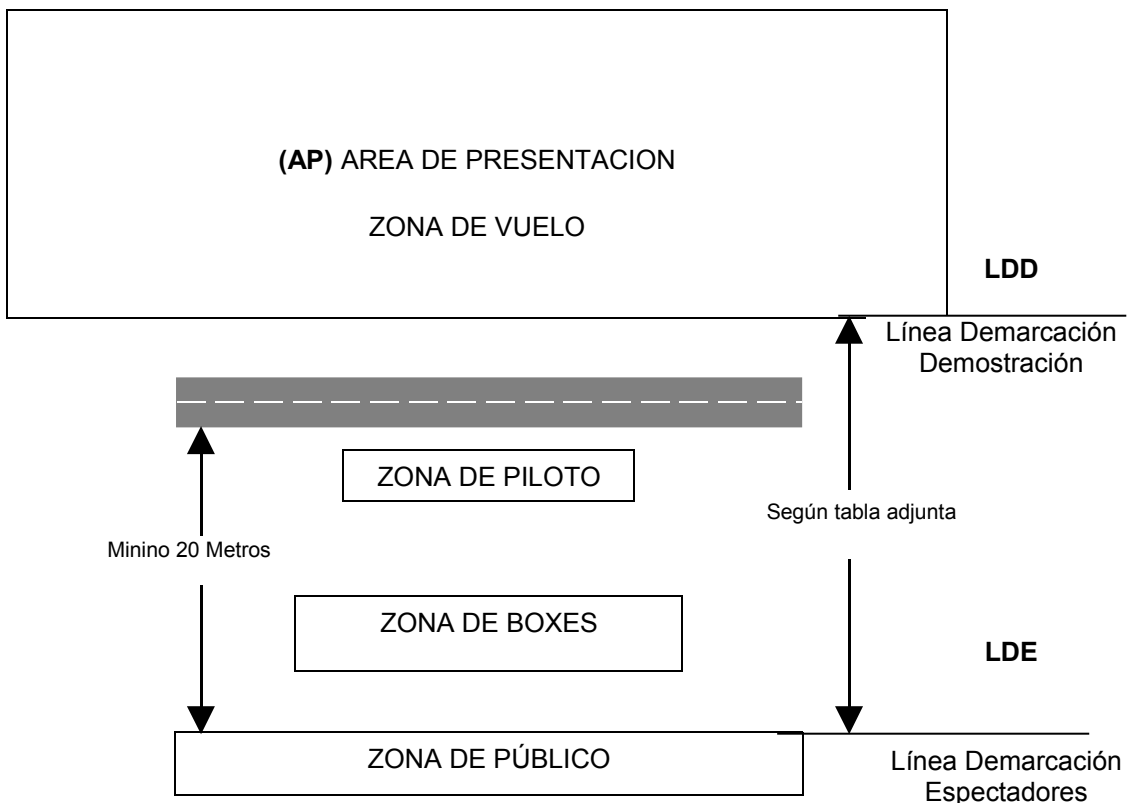 (AP) AREA DE PRESENTACION
ZONA DE VUELO
LDD
Línea Demarcación
Demostración
ZONA DE PILOTO
Según tabla adjunta
Minino 20 Metros
ZONA DE BOXES
LDE
ZONA DE PÚBLICO
Línea Demarcación
Espectadores